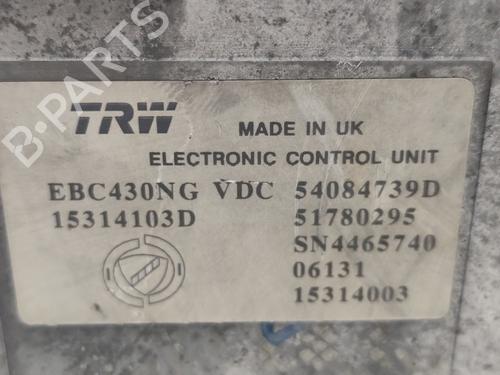 B-PARTS
TRW
MADE IN UK
ELECTRONIC CONTROL UNIT
EBC430NG VDC 54084739D
15314103D 51780295
SN4465740
06131
15314003